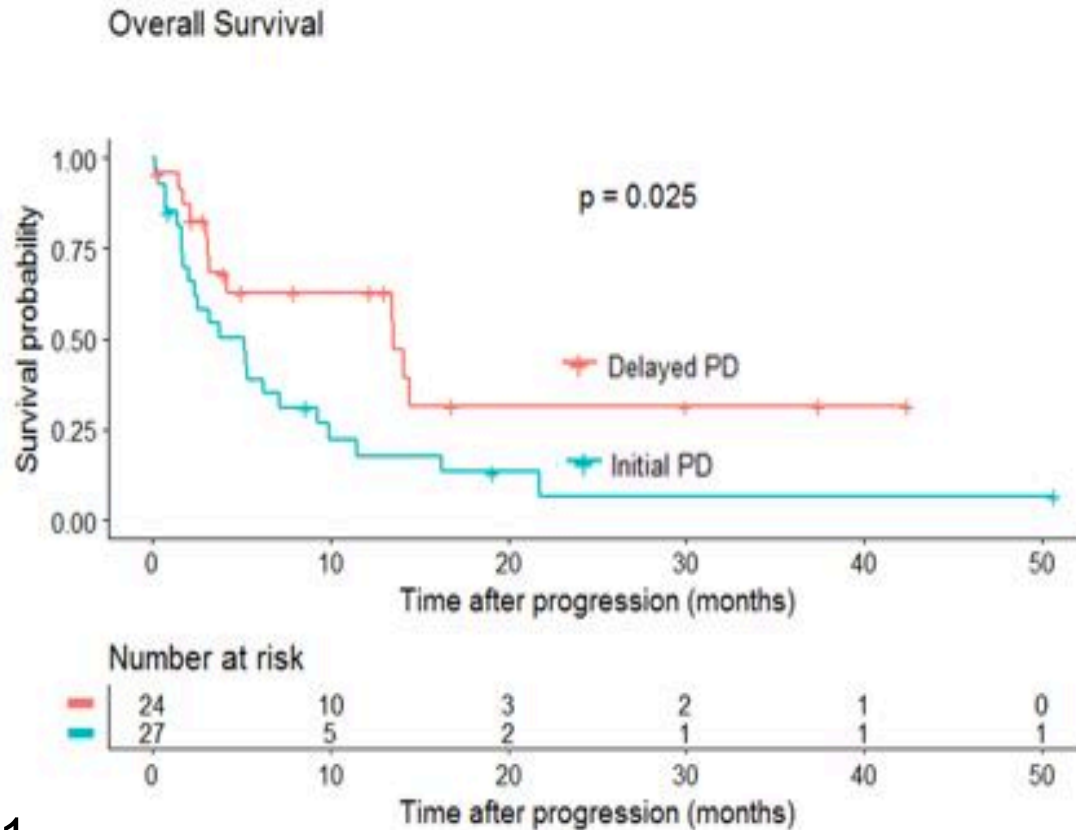 Overall Survival
1.00
0.75
0.50
0.25
0.00
Survival probability
p = 0.025
Delayed PD
Initial PD
0 10 20 30 40 50
Time after progression (months)
Number at risk
24 10 3 2 1 0
27 5 2 1 1 1
0 10 20 30 40 50
Time after progression (months)
1